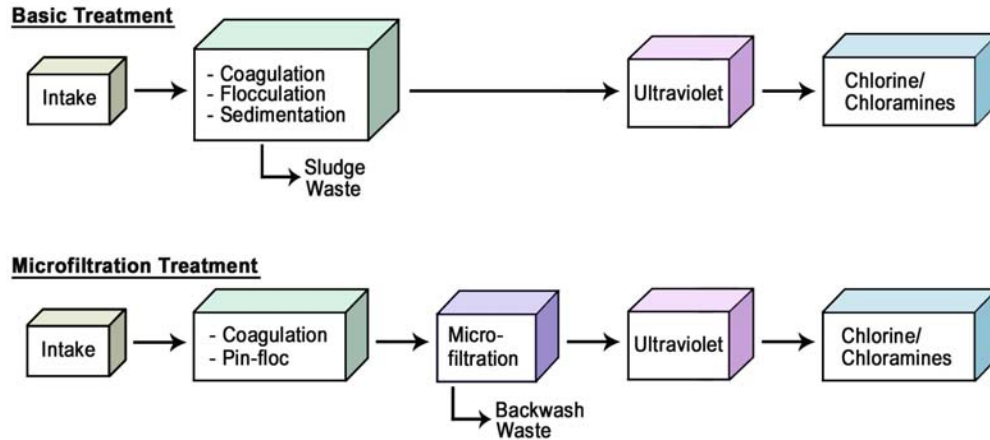 Basic Treatment
Intake
- Coagulation
- Flocculation
- Sedimentation
Ultraviolet
Chlorine/
Chloramines
Sludge
Waste
Microfiltration Treatment
Intake
- Coagulation
- Pin-floc
Micro-
filtration
Ultraviolet
Chlorine/
Chloramines
Backwash
Waste